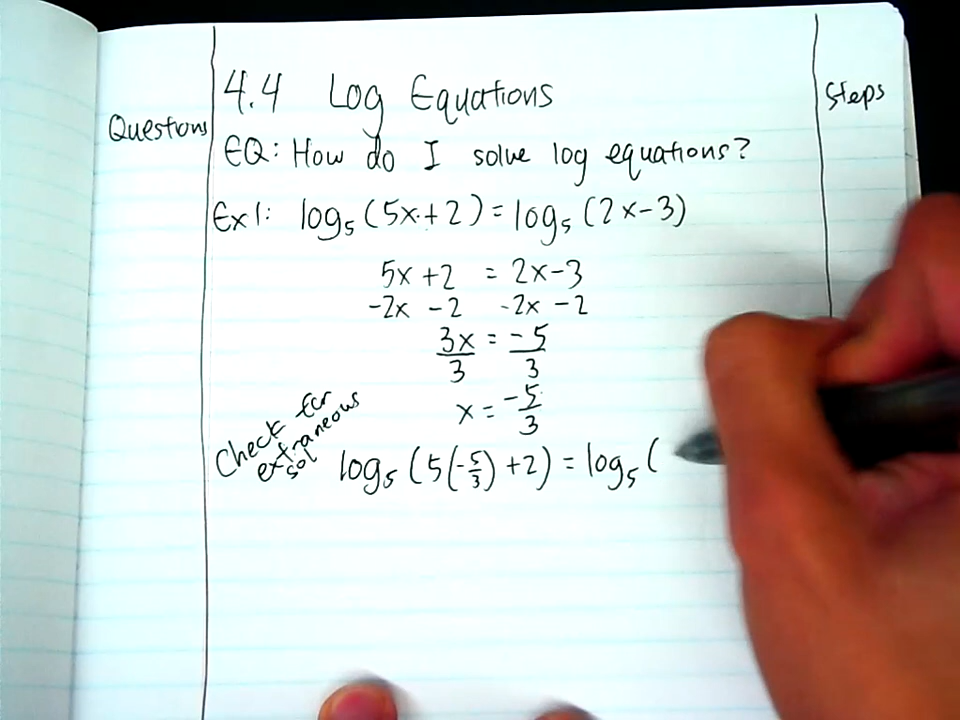 4.4 Log Equations
Steps
Questions
EQ: How do I solve log equations?
Ex1: log₅(5x+2)=log₅(2x-3)
5x+2 = 2x-3
-2x -2 -2x -2
3x/3 = -5/3
x = -5/3
Check for
extraneous
sol
log₅(5(-5/3)+2)=log₅(